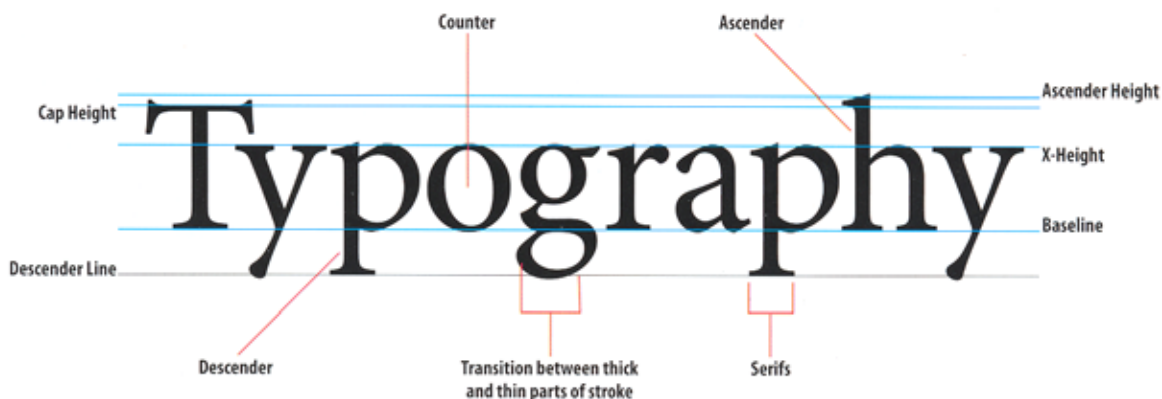 Counter
Ascender
Ascender Height
Cap Height
Typography
X-Height
Baseline
Descender Line
Descender
Transition between thick
and thin parts of stroke
Serifs